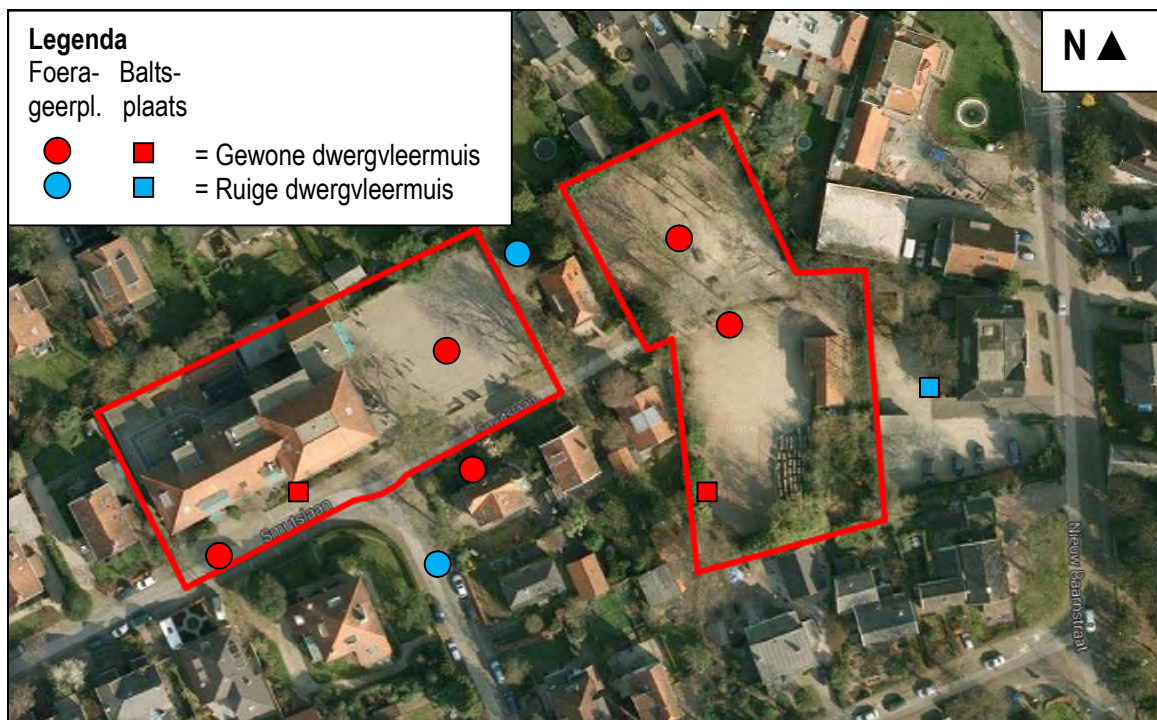 Legenda
Foera- Balts-
geerpl. plaats
= Gewone dwergvleermuis
= Ruige dwergvleermuis
N ▲
Smutslaan
Nieuw Baarnstraat